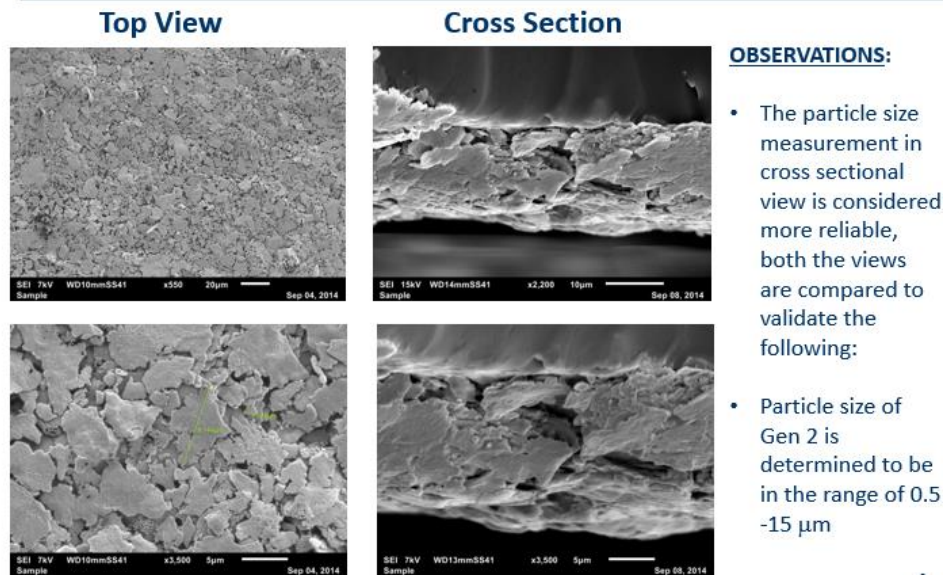 Top View
Cross Section
SEI 7kV WD10mmSS41 x550 20μm
Sample Sep 04, 2014
SEI 15kV WD14mmSS41 x2,200 10μm
Sample Sep 08, 2014
SEI 7kV WD10mmSS41 x3,500 5μm
Sample Sep 04, 2014
SEI 7kV WD13mmSS41 x3,500 5μm
Sample Sep 08, 2014
OBSERVATIONS:
• The particle size
measurement in
cross sectional
view is considered
more reliable,
both the views
are compared to
validate the
following:
• Particle size of
Gen 2 is
determined to be
in the range of 0.5
-15 μm